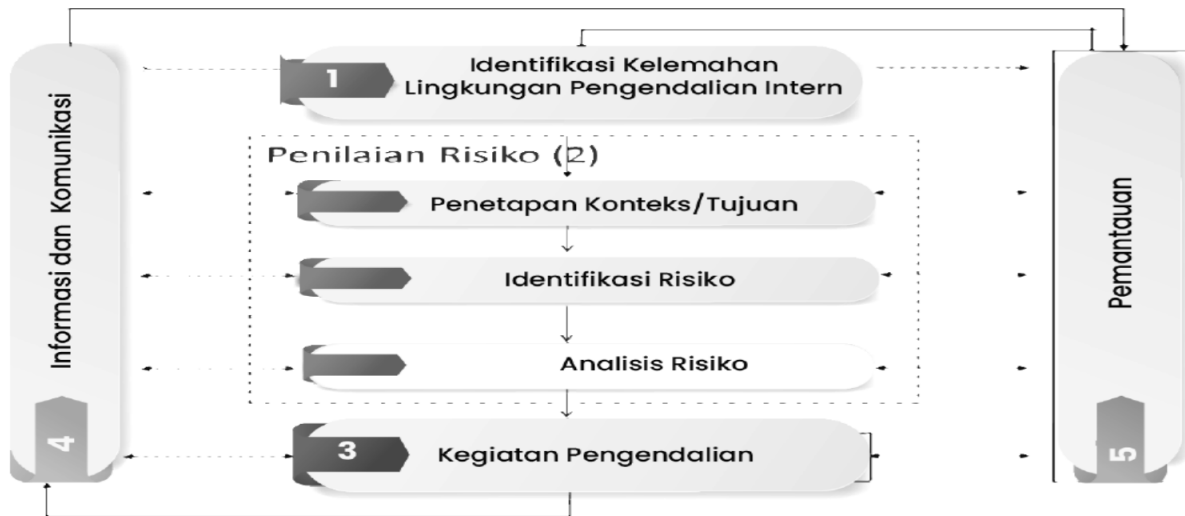 1
Identifikasi Kelemahan
Lingkungan Pengendalian Intern
Penilaian Risiko (2)
Penetapan Konteks/Tujuan
Identifikasi Risiko
Analisis Risiko
3
Kegiatan Pengendalian
Informasi dan Komunikasi
4
Pemantauan
5